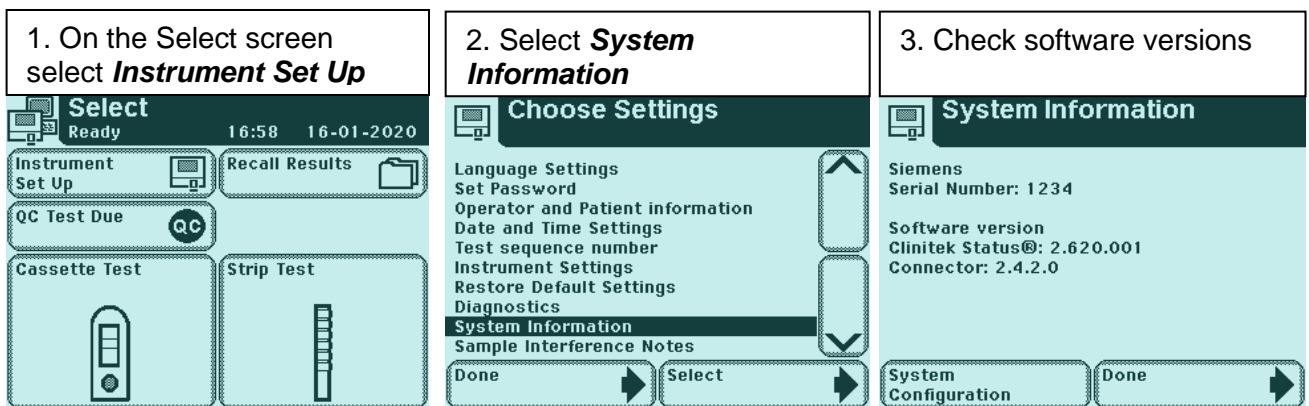 1. On the Select screen
select Instrument Set Up
Select
Ready 16:58 16-01-2020
Instrument
Set Up
Recall Results
QC Test Due
QC
Cassette Test
Strip Test
2. Select System
Information
Choose Settings
Language Settings
Set Password
Operator and Patient information
Date and Time Settings
Test sequence number
Instrument Settings
Restore Default Settings
Diagnostics
System Information
Sample Interference Notes
Done
Select
3. Check software versions
System Information
Siemens
Serial Number: 1234
Software version
Clinitek Status®: 2.620.001
Connector: 2.4.2.0
System
Configuration
Done